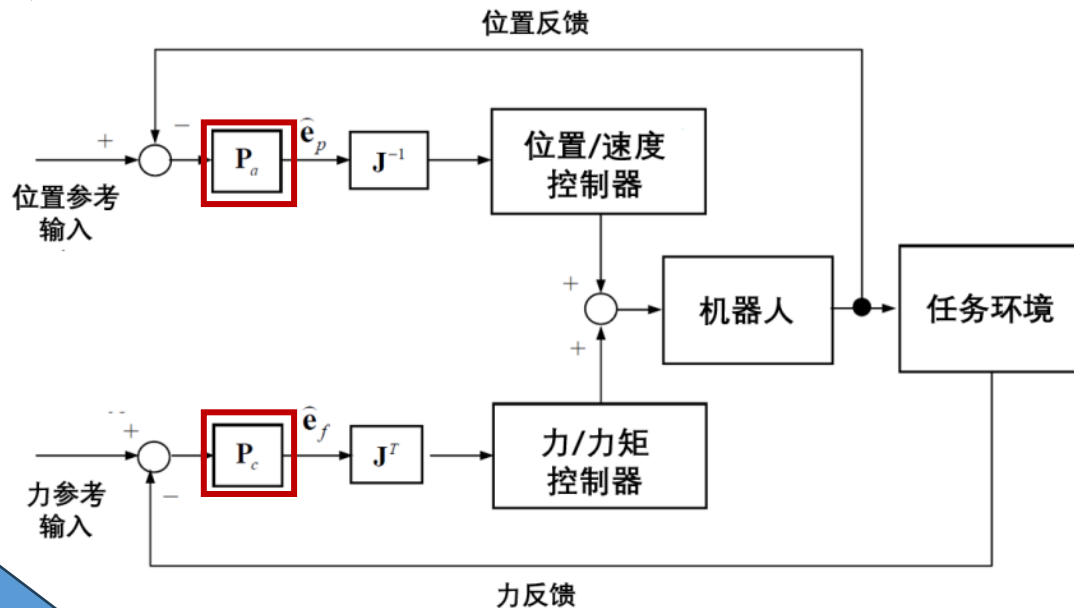 位置反馈
+
−
P_a
ê_p
J⁻¹
位置/速度
控制器
位置参考
输入
+
+
机器人
任务环境
+
−
P_c
ê_f
Jᵀ
力/力矩
控制器
力参考
输入
力反馈